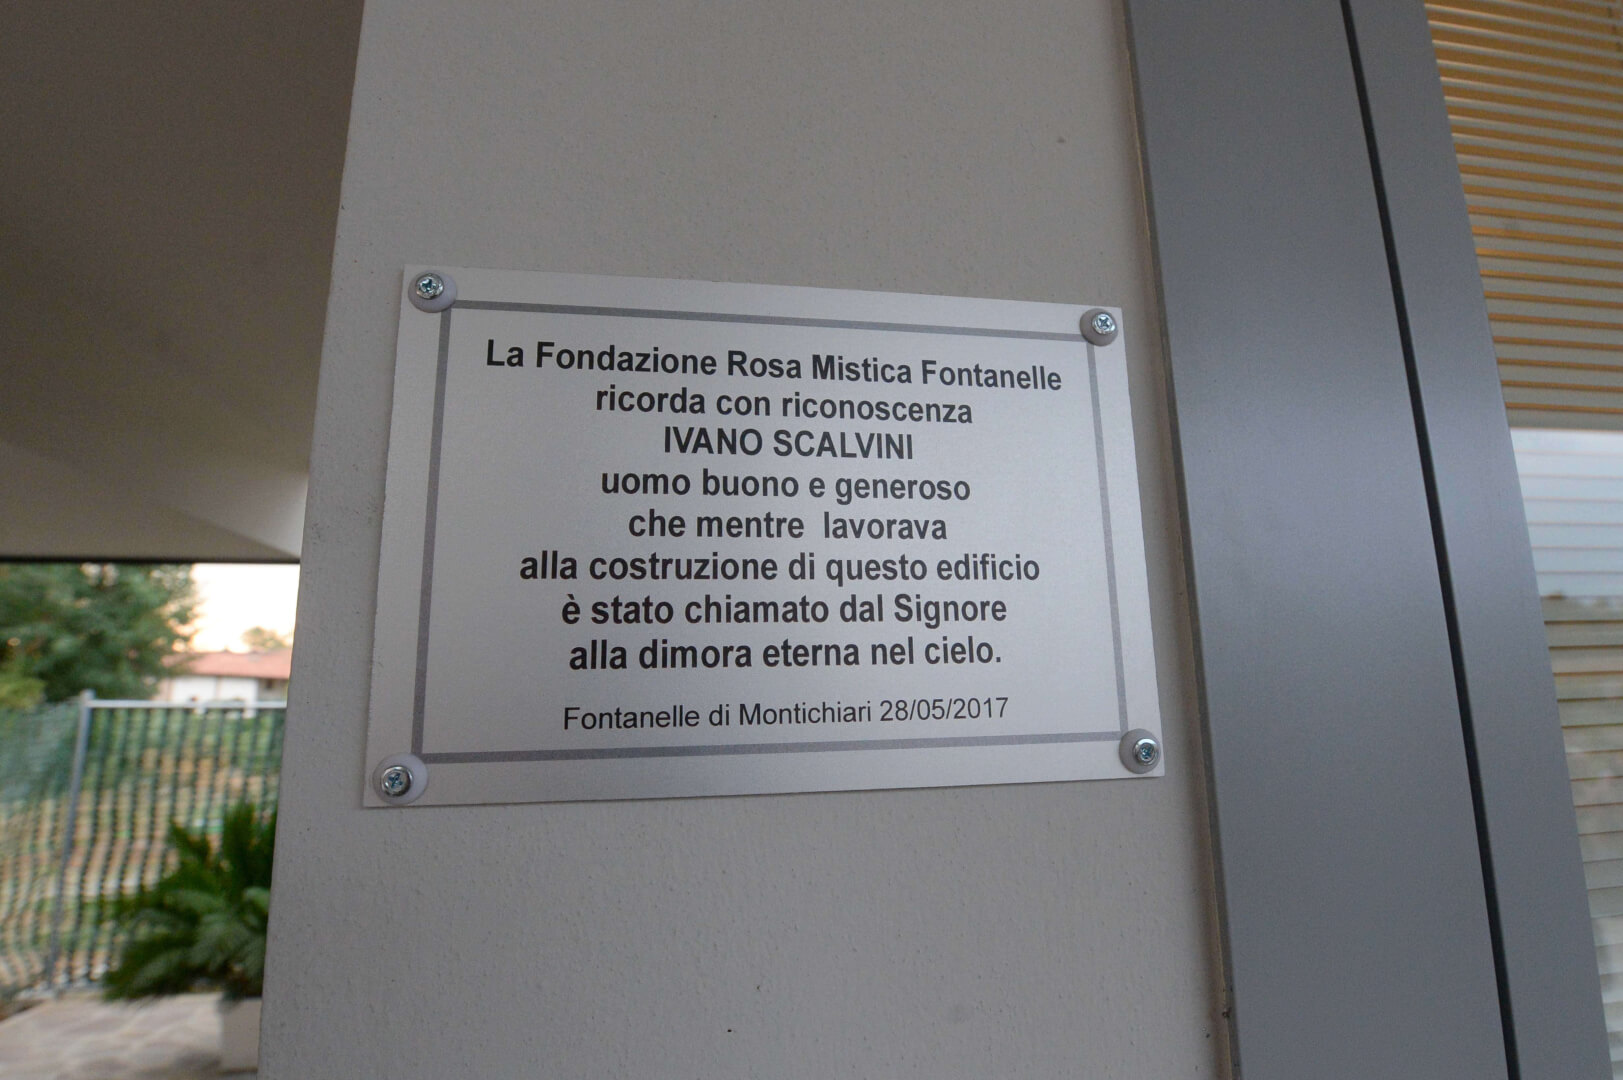 La Fondazione Rosa Mistica Fontanelle
ricorda con riconoscenza
IVANO SCALVINI
uomo buono e generoso
che mentre lavorava
alla costruzione di questo edificio
è stato chiamato dal Signore
alla dimora eterna nel cielo.
Fontanelle di Montichiari 28/05/2017